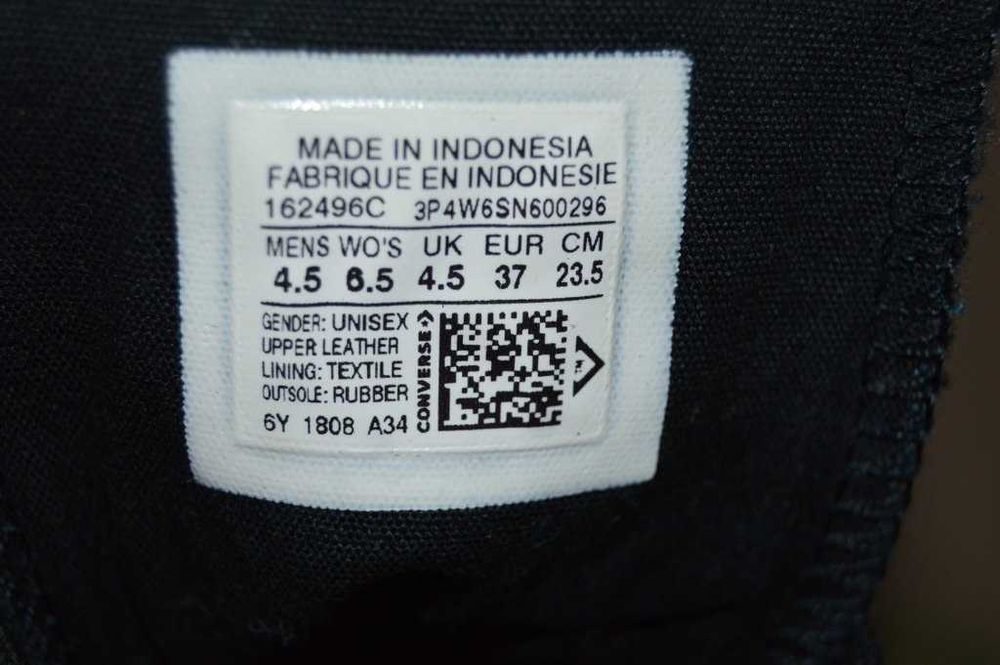 MADE IN INDONESIA
FABRIQUE EN INDONESIE
162496C 3P4W6SN600296
MENS WO'S UK EUR CM
4.5 6.5 4.5 37 23.5
GENDER: UNISEX
UPPER LEATHER
LINING: TEXTILE
OUTSOLE: RUBBER
6Y 1808 A34
CONVERSE